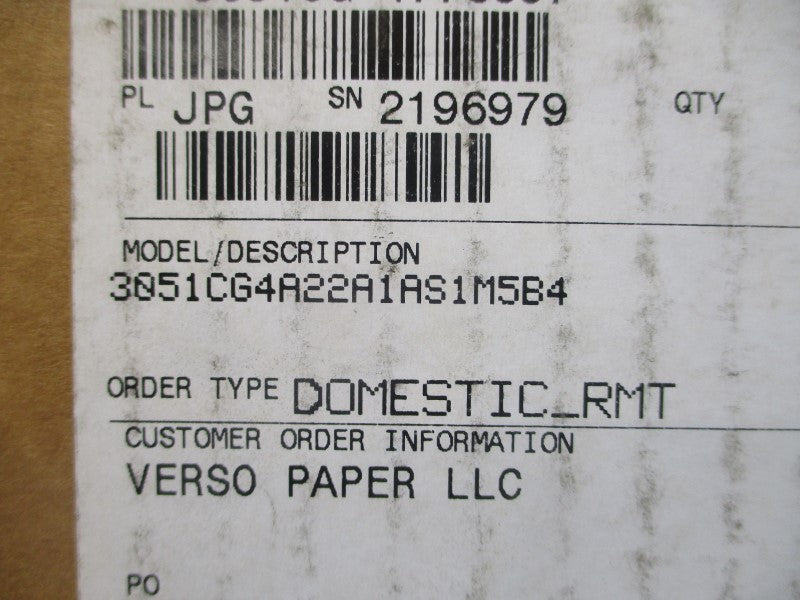 PL JPG SN 2196979 QTY
MODEL/DESCRIPTION
3051CG4A22A1AS1M5B4
ORDER TYPE DOMESTIC_RMT
CUSTOMER ORDER INFORMATION
VERSO PAPER LLC
PO